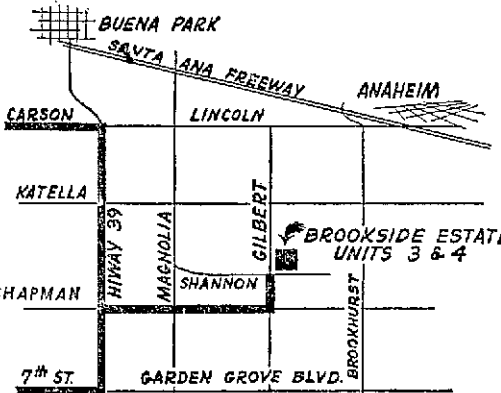 BUENA PARK
SANTA ANA FREEWAY
ANAHEIM
CARSON
LINCOLN
KATELLA
HIWAY 39
MAGNOLIA
GILBERT
BROOKSIDE ESTATE
UNITS 3 & 4
SHANNON
CHAPMAN
BROOKHURST
7th ST.
GARDEN GROVE BLVD.